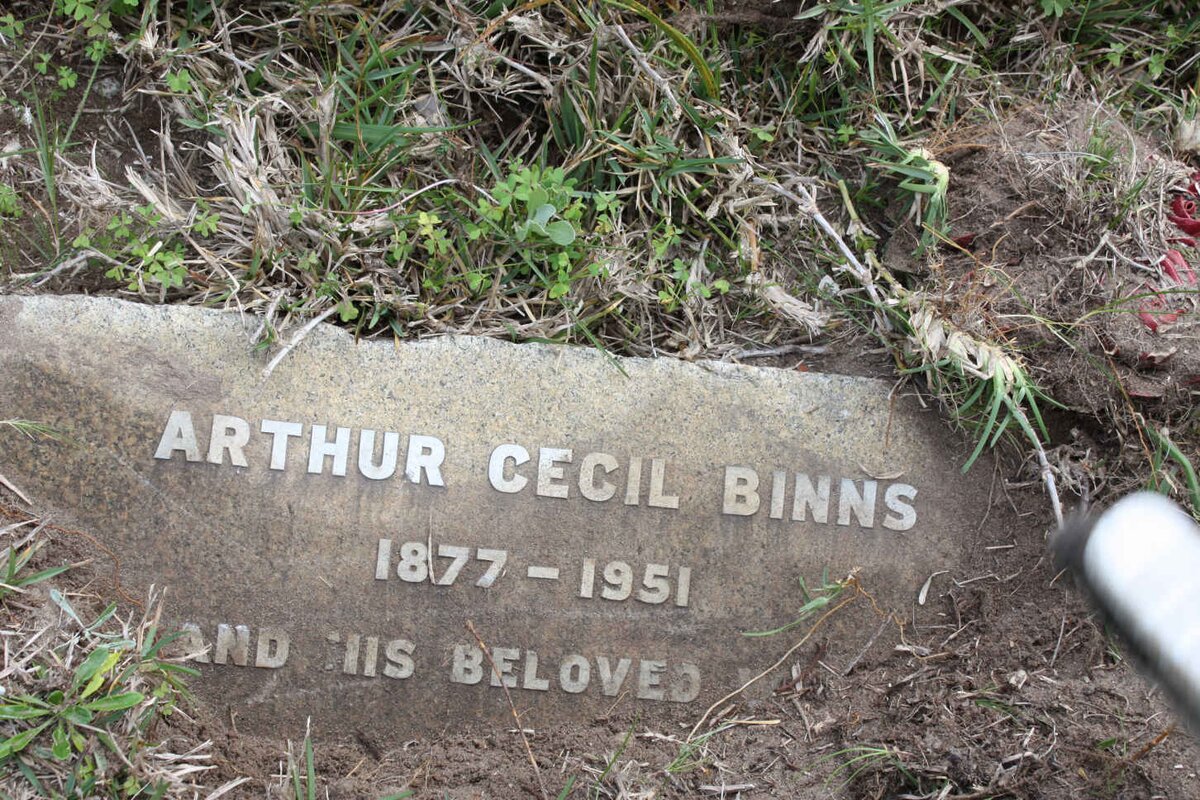 ARTHUR CECIL BINNS
1877 – 1951
AND HIS BELOVED